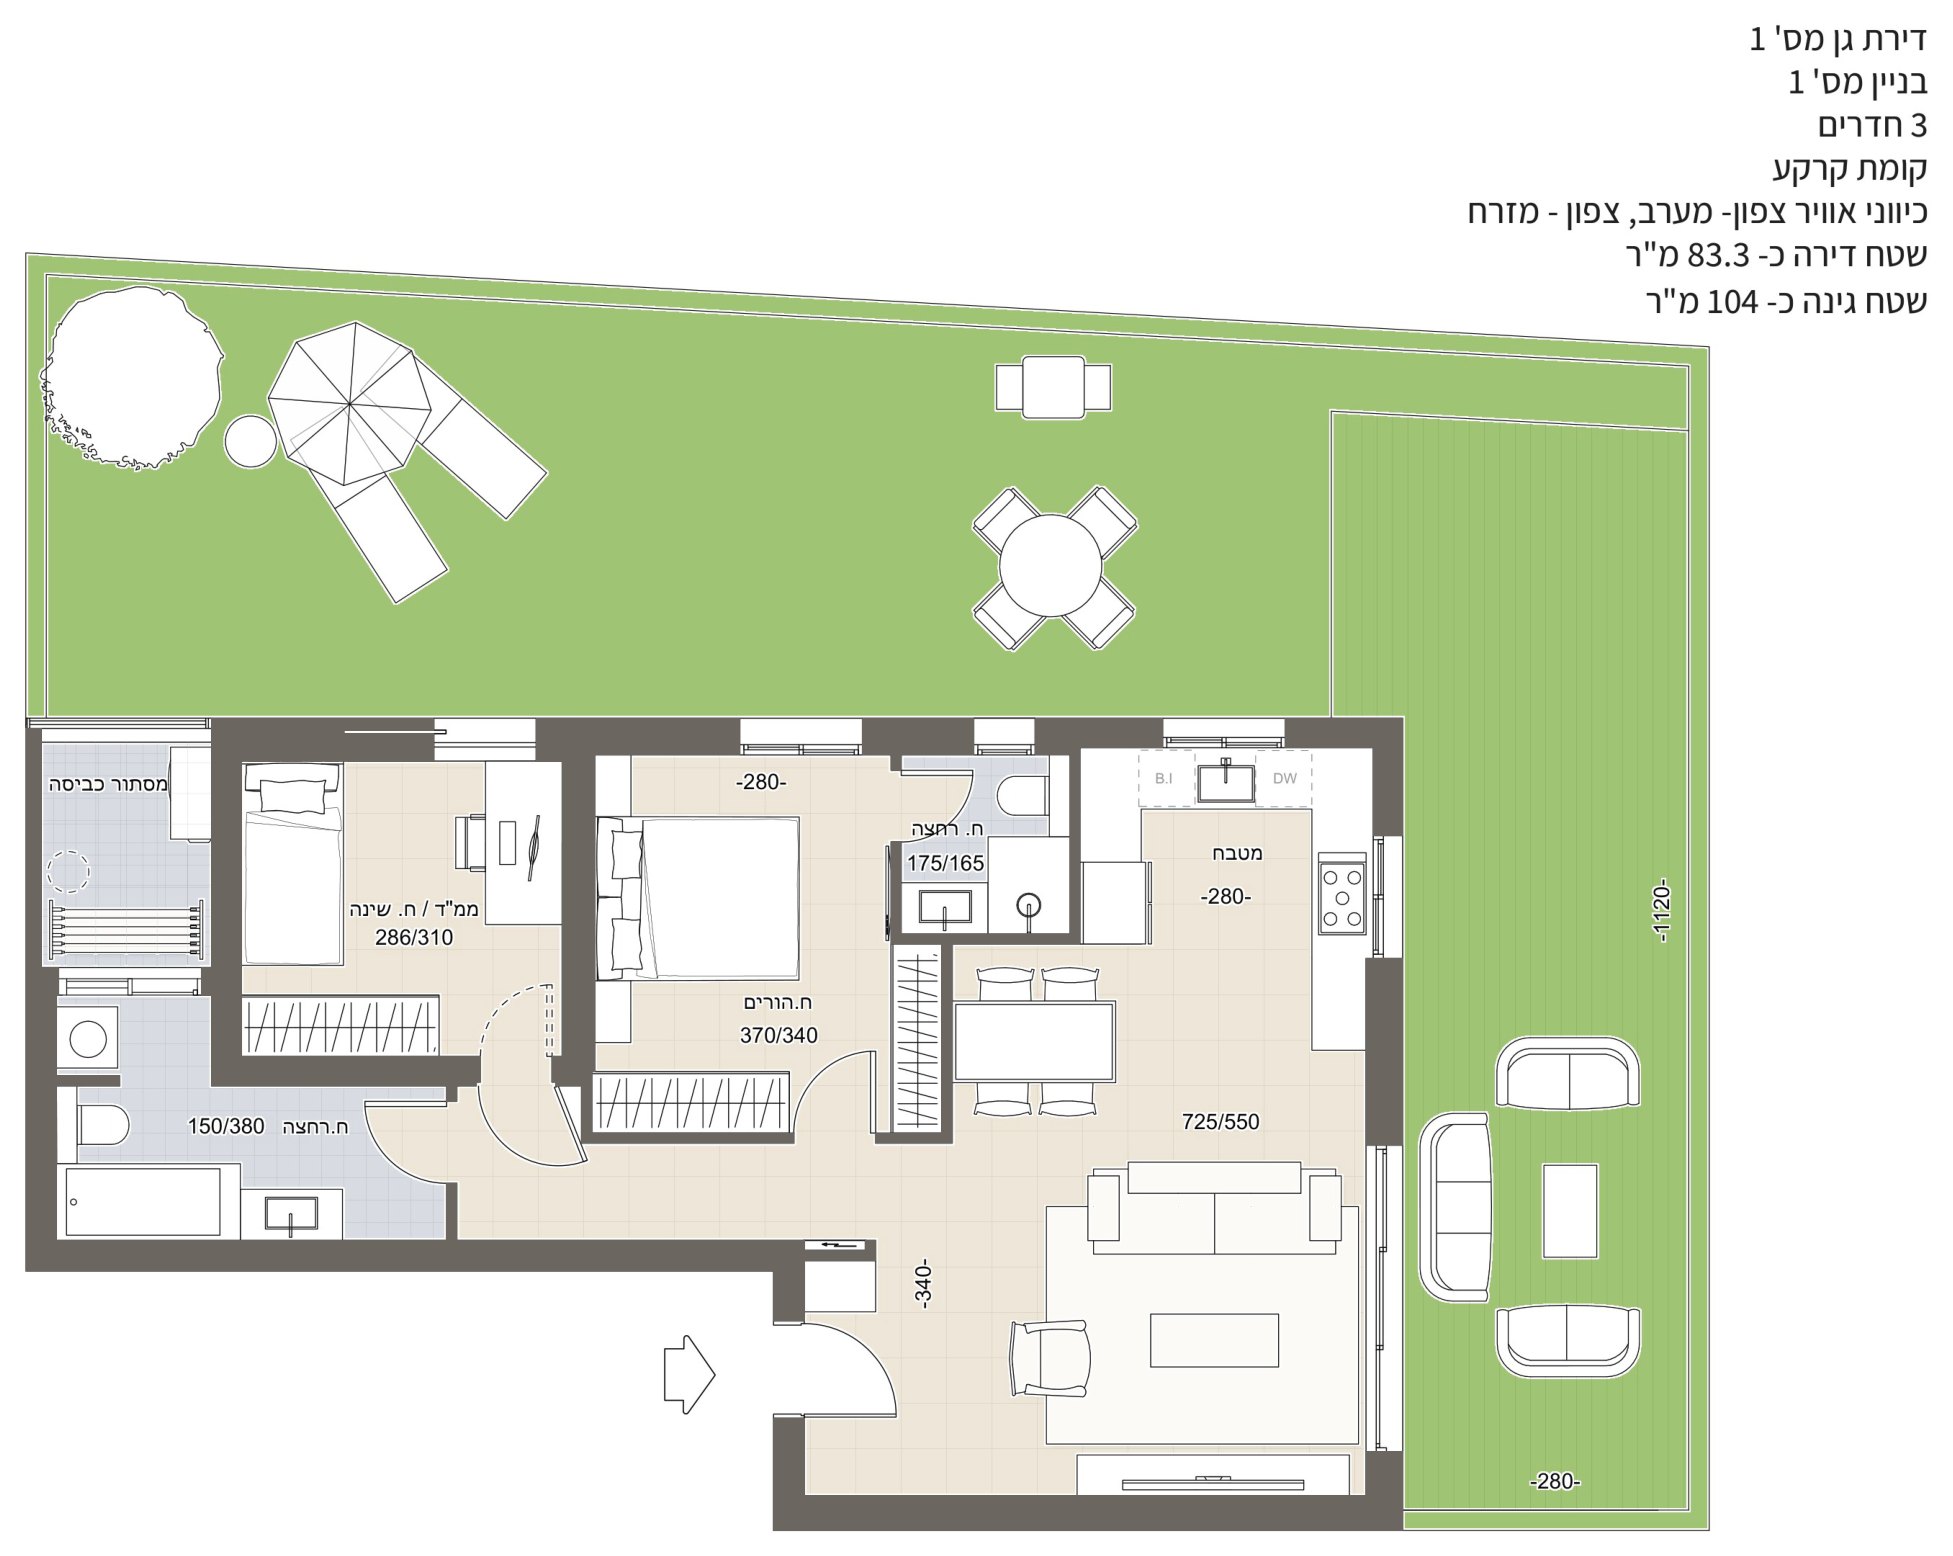 דירת גן מס' 1
בניין מס' 1
3 חדרים
קומת קרקע
כיווני אוויר צפון- מערב, צפון - מזרח
שטח דירה כ- 83.3 מ"ר
שטח גינה כ- 104 מ"ר
מסתור כביסה
ממ"ד / ח. שינה
286/310
-280-
ח.הורים
370/340
ח. רחצה
175/165
B.I
DW
מטבח
-280-
-1120-
ח.רחצה 150/380
725/550
-340-
-280-